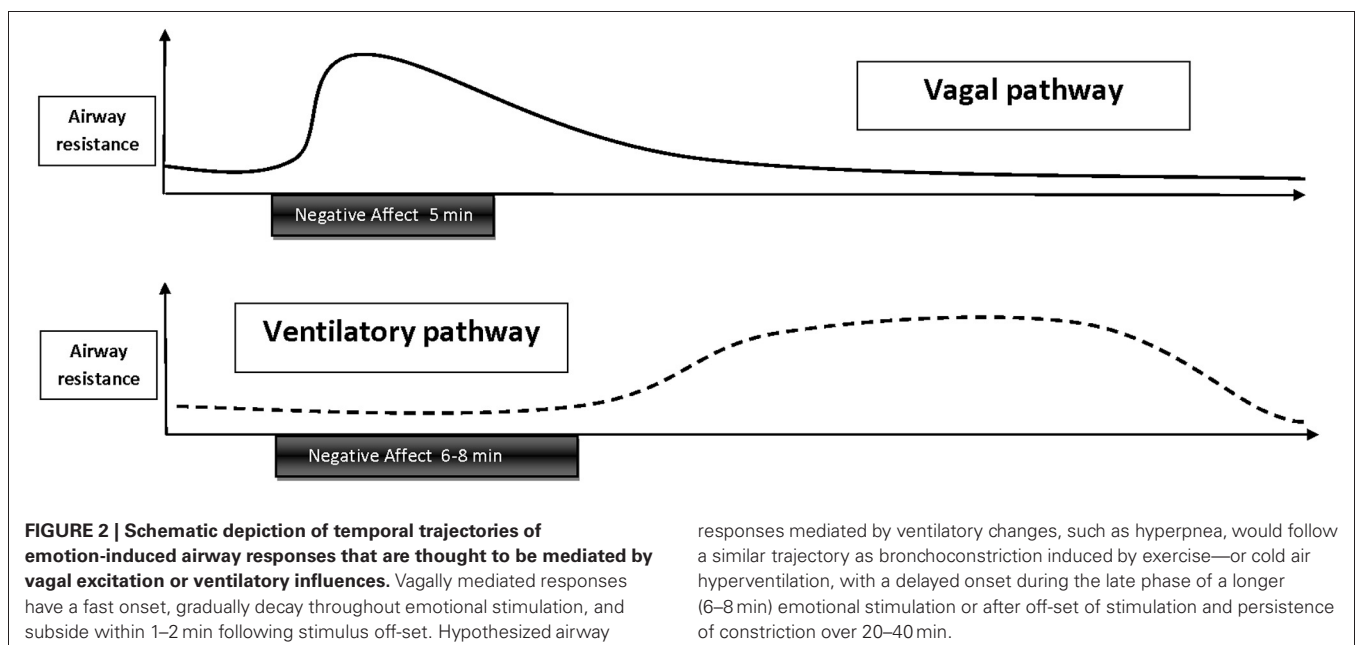 Airway
resistance
Vagal pathway
Negative Affect 5 min
Airway
resistance
Ventilatory pathway
Negative Affect 6-8 min
FIGURE 2 | Schematic depiction of temporal trajectories of
emotion-induced airway responses that are thought to be mediated by
vagal excitation or ventilatory influences. Vagally mediated responses
have a fast onset, gradually decay throughout emotional stimulation, and
subside within 1–2 min following stimulus off-set. Hypothesized airway
responses mediated by ventilatory changes, such as hyperpnea, would follow
a similar trajectory as bronchoconstriction induced by exercise—or cold air
hyperventilation, with a delayed onset during the late phase of a longer
(6–8 min) emotional stimulation or after off-set of stimulation and persistence
of constriction over 20–40 min.